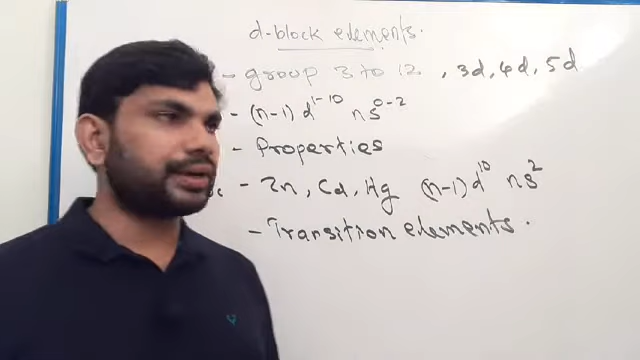 d-block elements.
- group 3 to 12 , 3d, 4d, 5d
- (n-1) d¹⁻¹⁰ ns⁰⁻²
- Properties
- Zn, Cd, Hg (n-1)d¹⁰ ns²
- Transition elements.